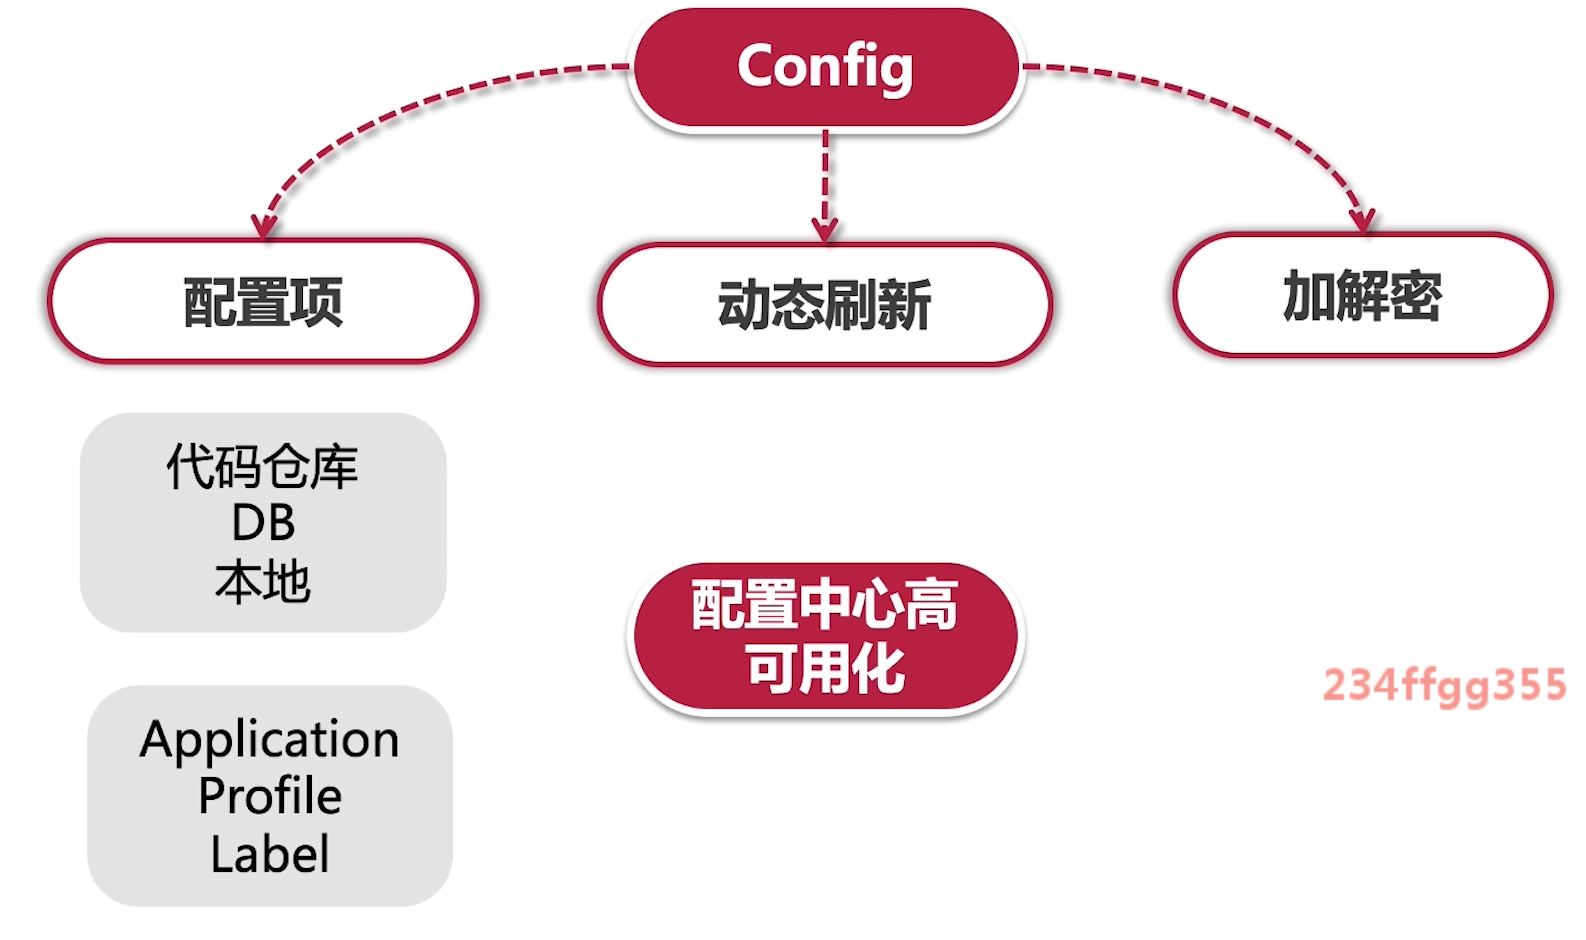 Config
配置项
动态刷新
加解密
代码仓库
DB
本地
配置中心高
可用化
234ffgg355
Application
Profile
Label